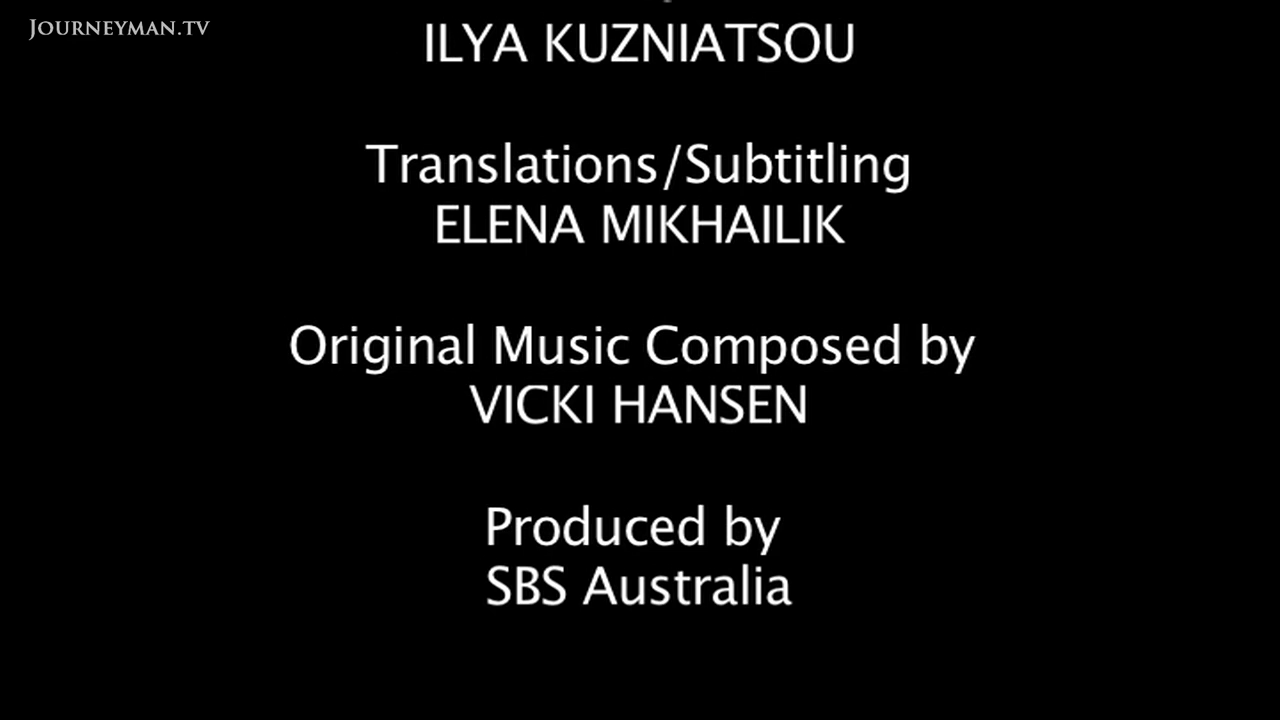 JOURNEYMAN.TV
ILYA KUZNIATSOU
Translations/Subtitling
ELENA MIKHAILIK
Original Music Composed by
VICKI HANSEN
Produced by
SBS Australia